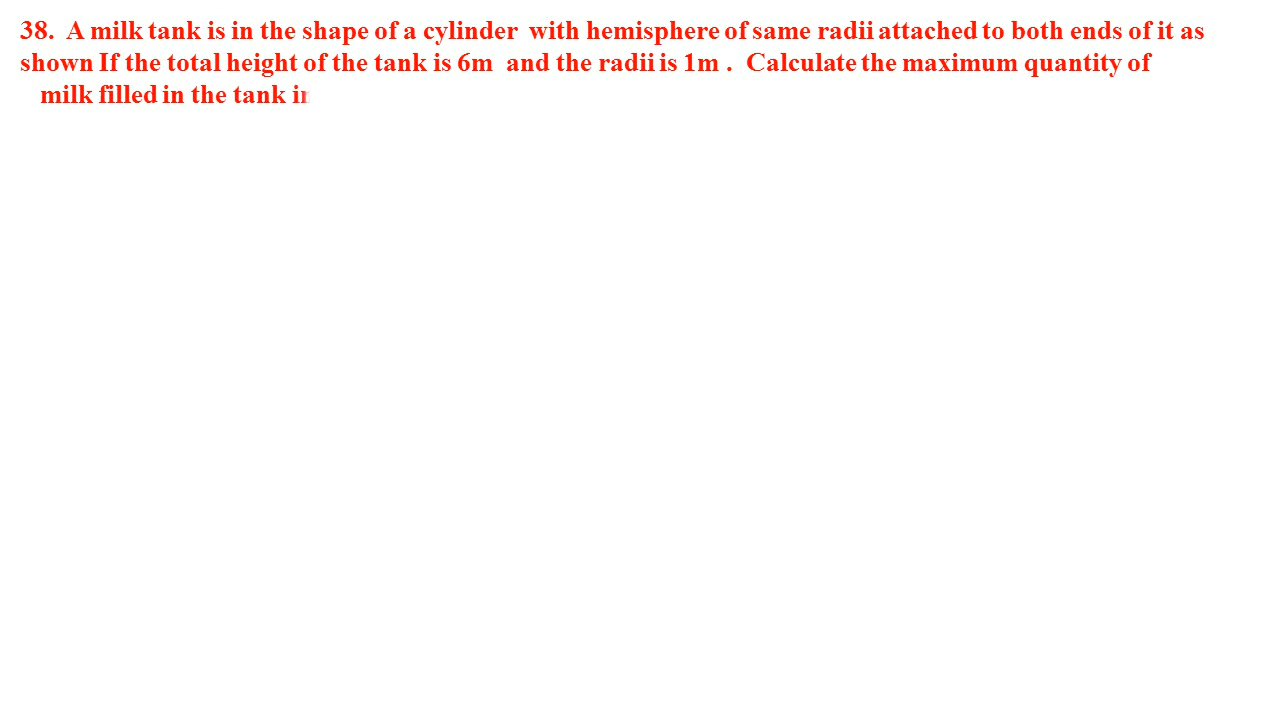 38. A milk tank is in the shape of a cylinder with hemisphere of same radii attached to both ends of it as
shown If the total height of the tank is 6m and the radii is 1m . Calculate the maximum quantity of
milk filled in the tank